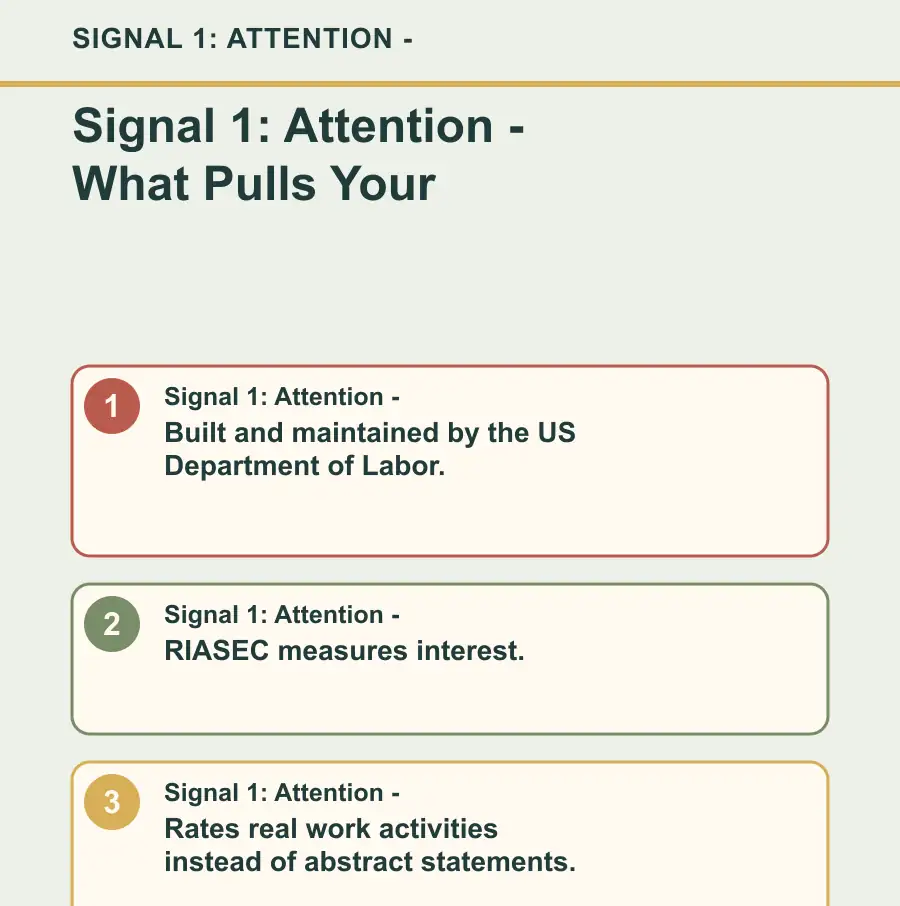 SIGNAL 1: ATTENTION -
Signal 1: Attention -
What Pulls Your
1
Signal 1: Attention -
Built and maintained by the US
Department of Labor.
2
Signal 1: Attention -
RIASEC measures interest.
3
Signal 1: Attention -
Rates real work activities
instead of abstract statements.